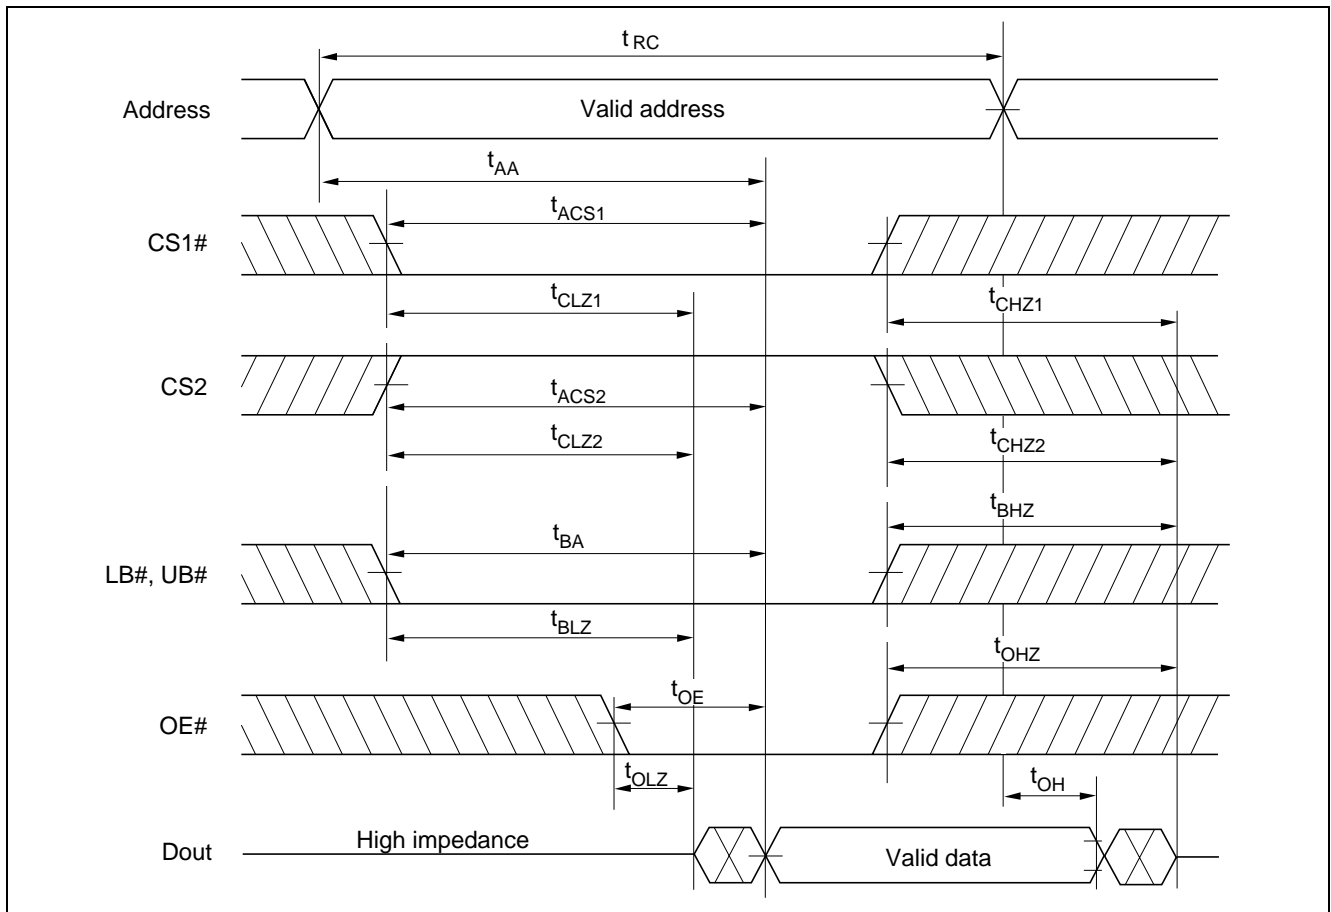 tRC
Address
Valid address
tAA
tACS1
CS1#
tCLZ1
tCHZ1
CS2
tACS2
tCLZ2
tCHZ2
tBHZ
tBA
LB#, UB#
tBLZ
tOHZ
tOE
OE#
tOLZ
tOH
Dout
High impedance
Valid data